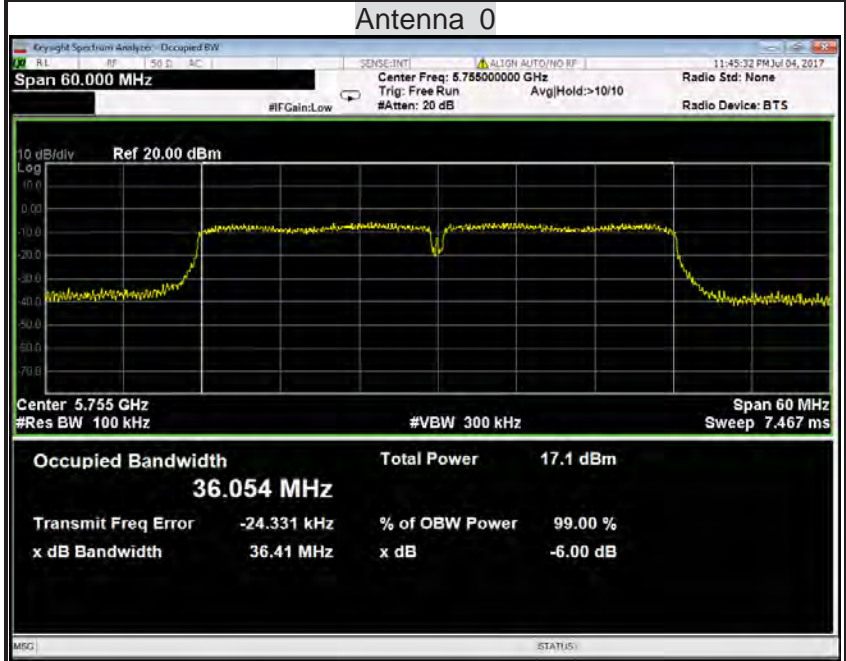 Antenna 0
Keysight Spectrum Analyzer - Occupied BW
RL RF 50 Ω AC SENSE:INT ALIGN AUTO/NO RF 11:45:32 PM Jul 04, 2017
Span 60.000 MHz Center Freq: 5.755000000 GHz Radio Std: None
Trig: Free Run Avg|Hold:>10/10
#IFGain:Low #Atten: 20 dB Radio Device: BTS
10 dB/div Ref 20.00 dBm
Log
10.0
0.00
-10.0
-20.0
-30.0
-40.0
-50.0
-60.0
-70.0
Center 5.755 GHz Span 60 MHz
#Res BW 100 kHz #VBW 300 kHz Sweep 7.467 ms
Occupied Bandwidth Total Power 17.1 dBm
36.054 MHz
Transmit Freq Error -24.331 kHz % of OBW Power 99.00 %
x dB Bandwidth 36.41 MHz x dB -6.00 dB
MSG STATUS